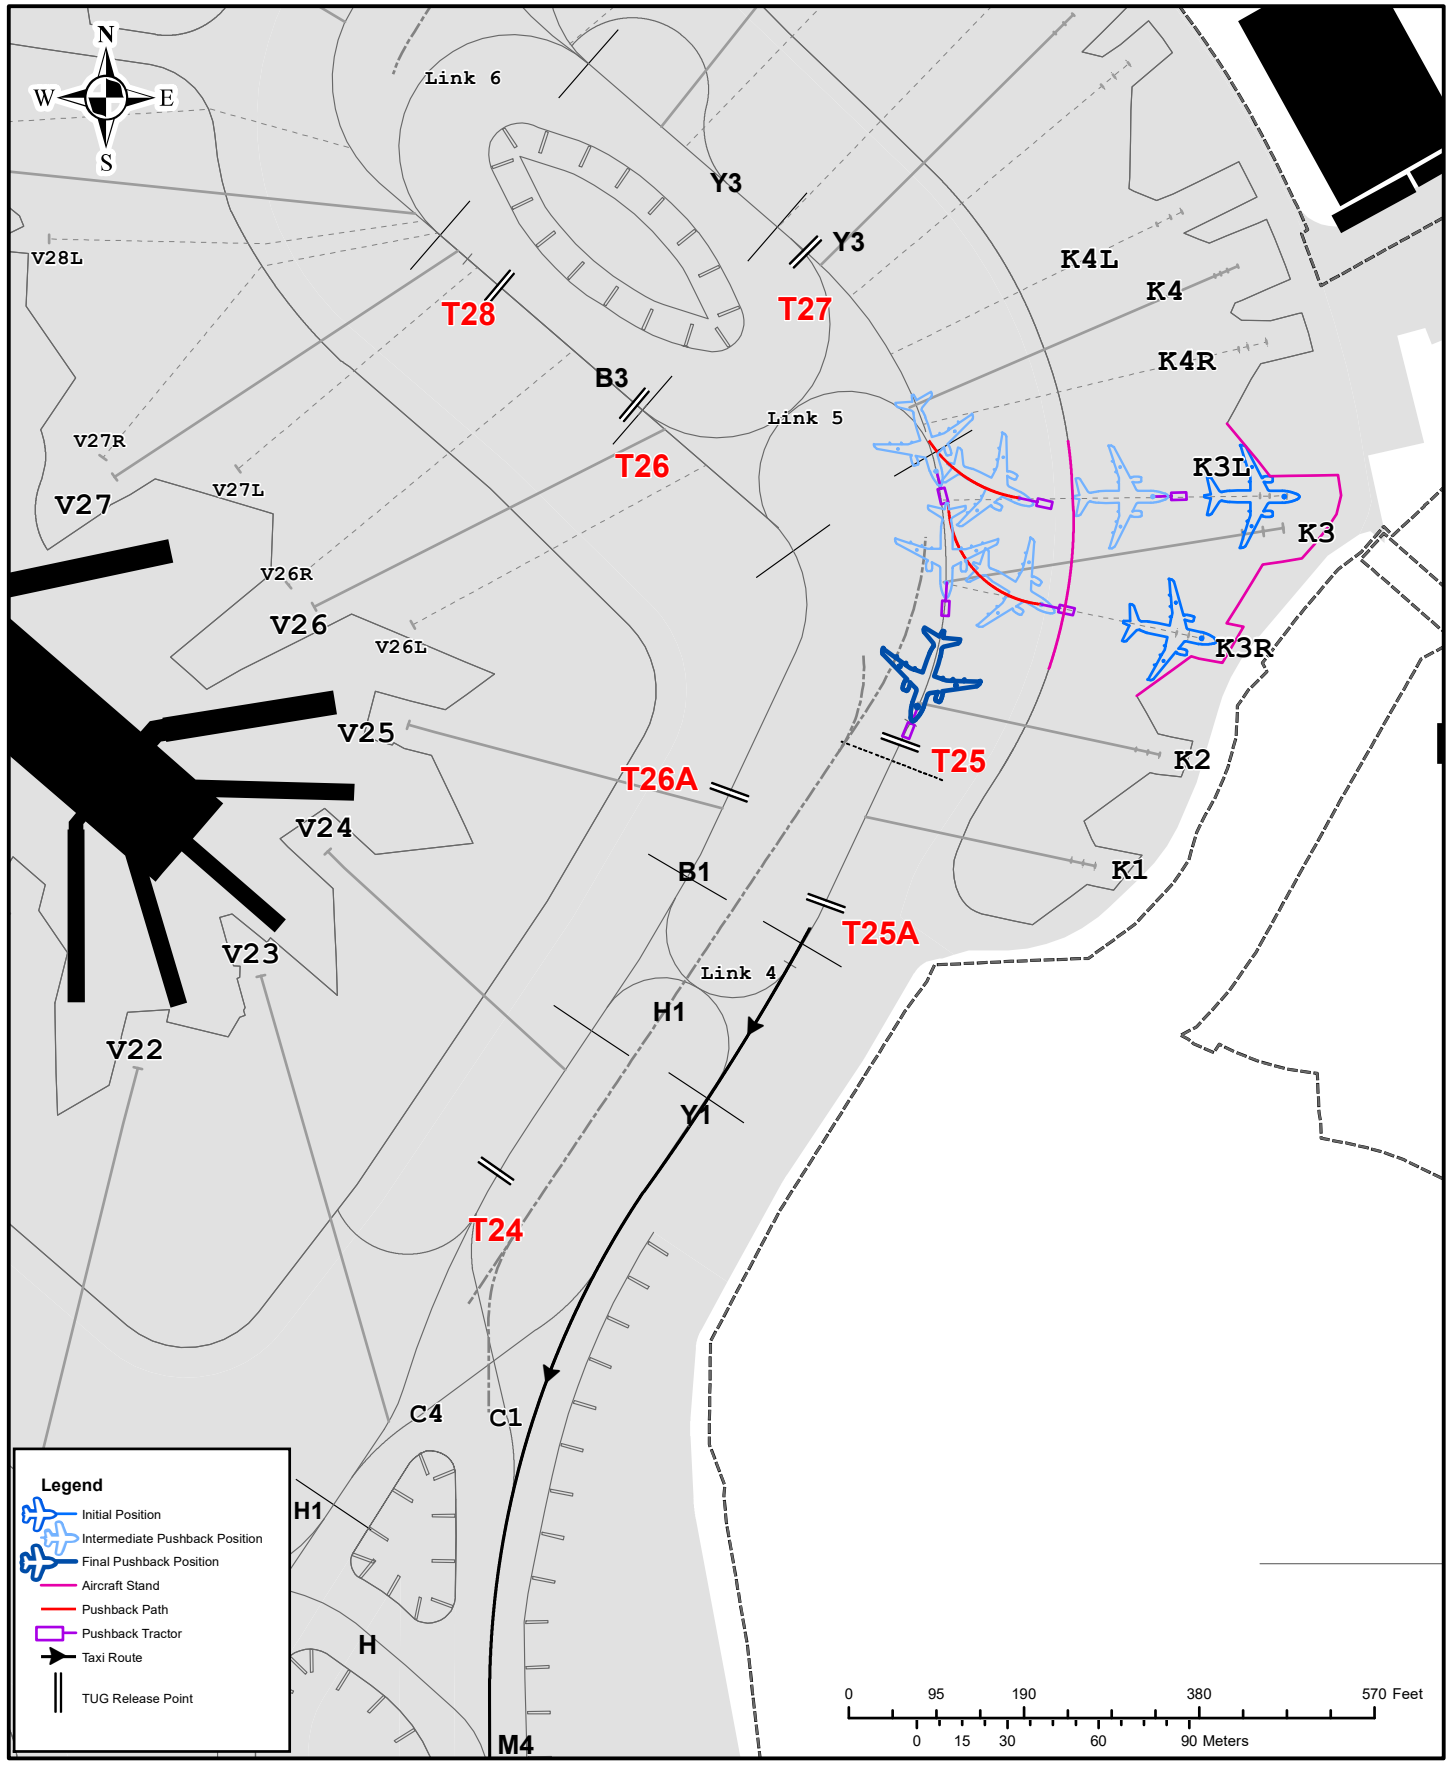 N
W E
S
Link 6
Y3
Y3
V28L
K4L
K4
T28
T27
K4R
B3
Link 5
V27R
T26
K3L
V27
V27L
K3
V26R
V26
V26L
K3R
V25
T26A
T25
K2
V24
B1
K1
T25A
V23
Link 4
H1
V22
Y1
T24
C4
C1
H1
H
M4
Legend
Initial Position
Intermediate Pushback Position
Final Pushback Position
Aircraft Stand
Pushback Path
Pushback Tractor
Taxi Route
TUG Release Point
0 95 190 380 570 Feet
0 15 30 60 90 Meters